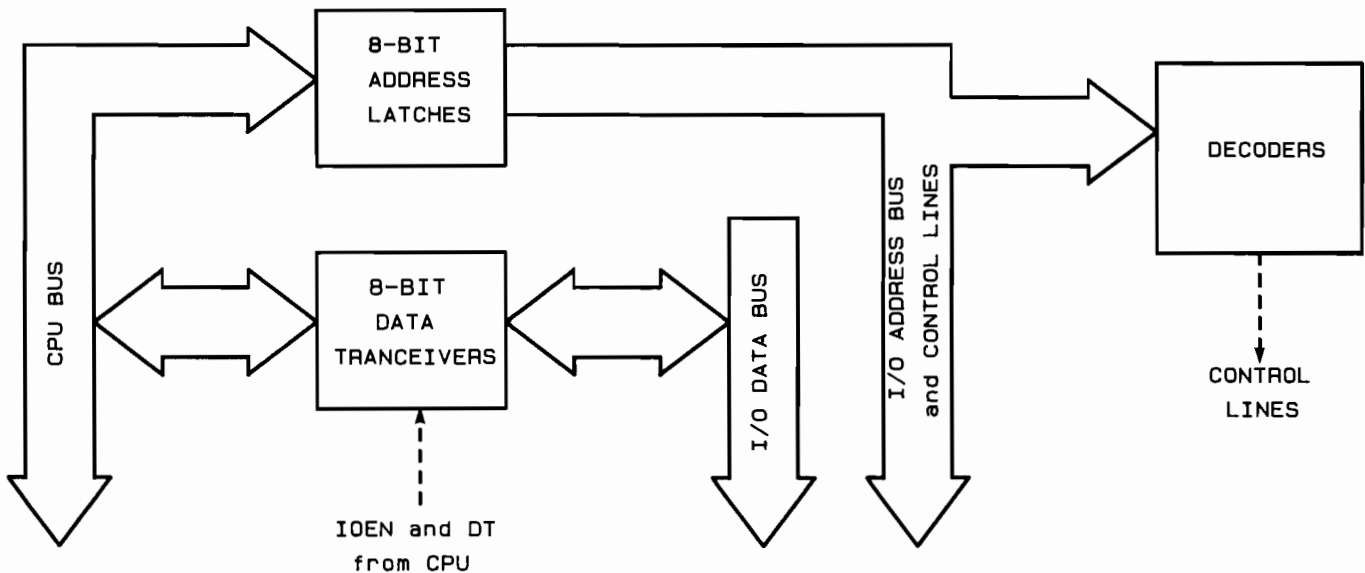 8-BIT
ADDRESS
LATCHES
DECODERS
CPU BUS
8-BIT
DATA
TRANCEIVERS
I/O DATA BUS
I/O ADDRESS BUS
and CONTROL LINES
CONTROL
LINES
IOEN and DT
from CPU